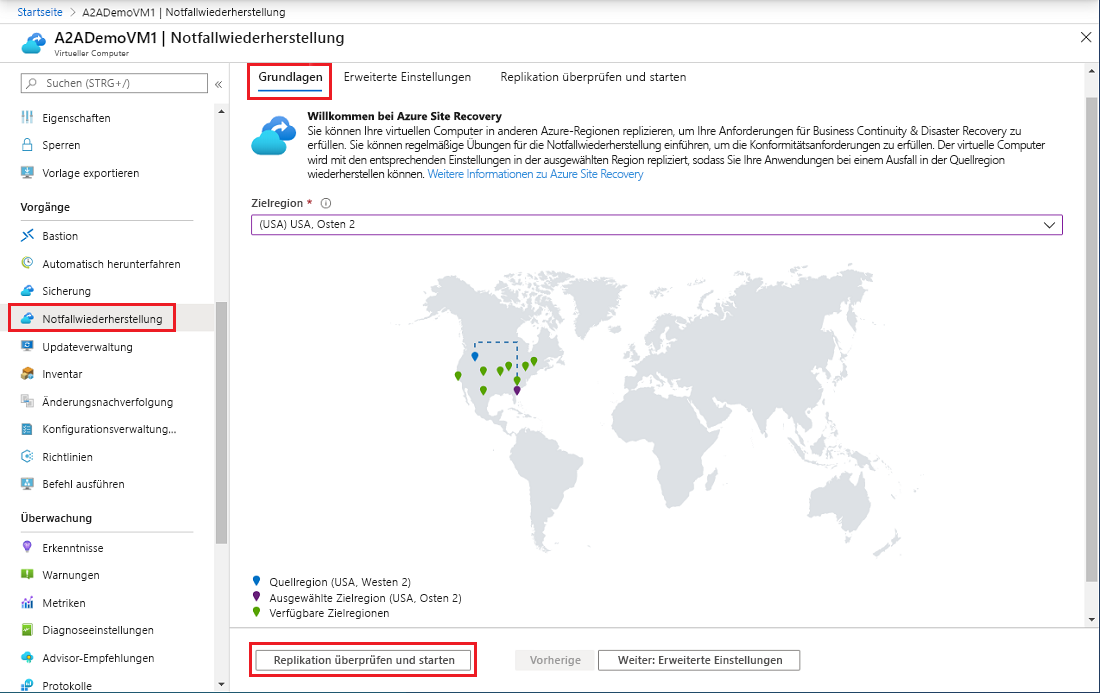 Startseite > A2ADemoVM1 | Notfallwiederherstellung
A2ADemoVM1 | Notfallwiederherstellung
Virtueller Computer
Suchen (STRG+/)
«
Eigenschaften
Sperren
Vorlage exportieren
Vorgänge
Bastion
Automatisch herunterfahren
Sicherung
Notfallwiederherstellung
Updateverwaltung
Inventar
Änderungsnachverfolgung
Konfigurationsverwaltung...
Richtlinien
Befehl ausführen
Überwachung
Erkenntnisse
Warnungen
Metriken
Diagnoseeinstellungen
Advisor-Empfehlungen
Protokolle
Grundlagen Erweiterte Einstellungen Replikation überprüfen und starten
Willkommen bei Azure Site Recovery
Sie können Ihre virtuellen Computer in anderen Azure-Regionen replizieren, um Ihre Anforderungen für Business Continuity & Disaster Recovery zu
erfüllen. Sie können regelmäßige Übungen für die Notfallwiederherstellung einführen, um die Konformitätsanforderungen zu erfüllen. Der virtuelle Computer
wird mit den entsprechenden Einstellungen in der ausgewählten Region repliziert, sodass Sie Ihre Anwendungen bei einem Ausfall in der Quellregion
wiederherstellen können. Weitere Informationen zu Azure Site Recovery
Zielregion *
(USA) USA, Osten 2
Quellregion (USA, Westen 2)
Ausgewählte Zielregion (USA, Osten 2)
Verfügbare Zielregionen
Replikation überprüfen und starten Vorherige Weiter: Erweiterte Einstellungen